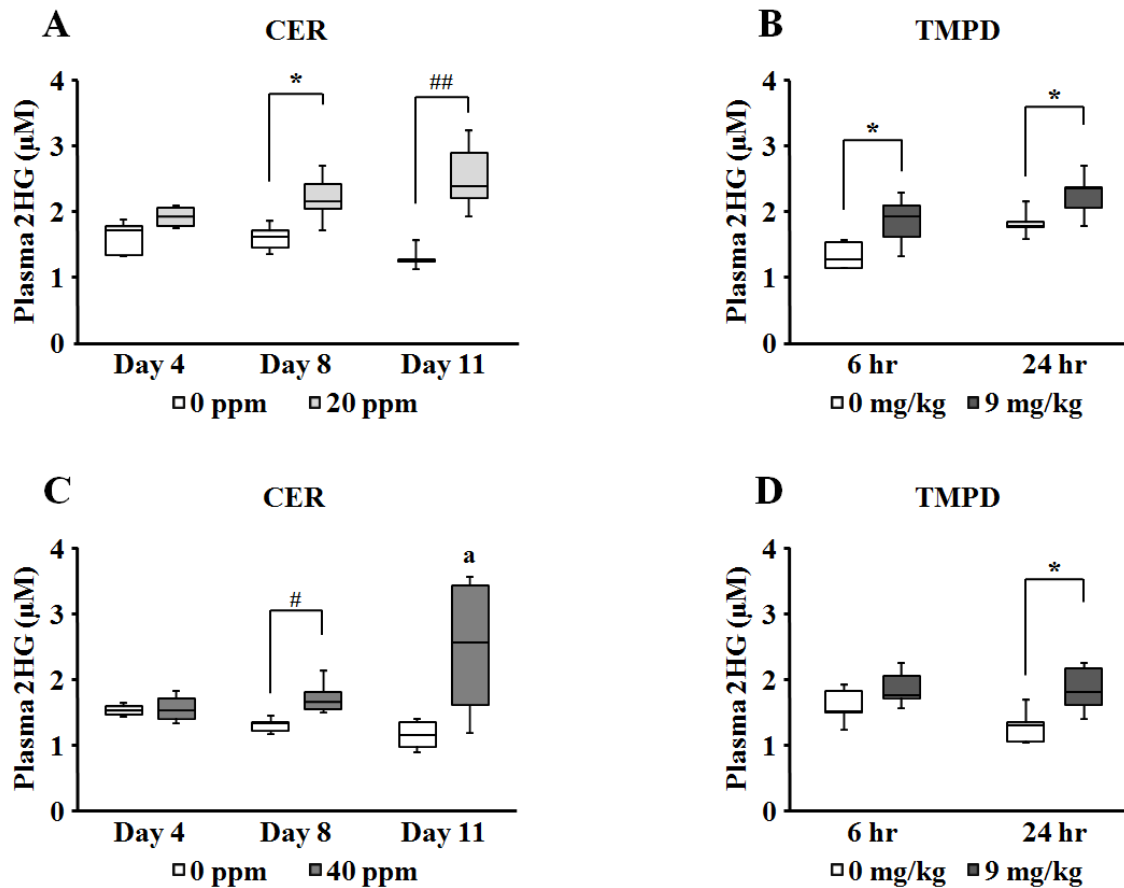 A
CER
Plasma 2HG (μM)
4
3
2
1
0
*
##
Day 4 Day 8 Day 11
0 ppm 20 ppm
B
TMPD
Plasma 2HG (μM)
4
3
2
1
0
*
*
6 hr 24 hr
0 mg/kg 9 mg/kg
C
CER
Plasma 2HG (μM)
4
3
2
1
0
#
a
Day 4 Day 8 Day 11
0 ppm 40 ppm
D
TMPD
Plasma 2HG (μM)
4
3
2
1
0
*
6 hr 24 hr
0 mg/kg 9 mg/kg